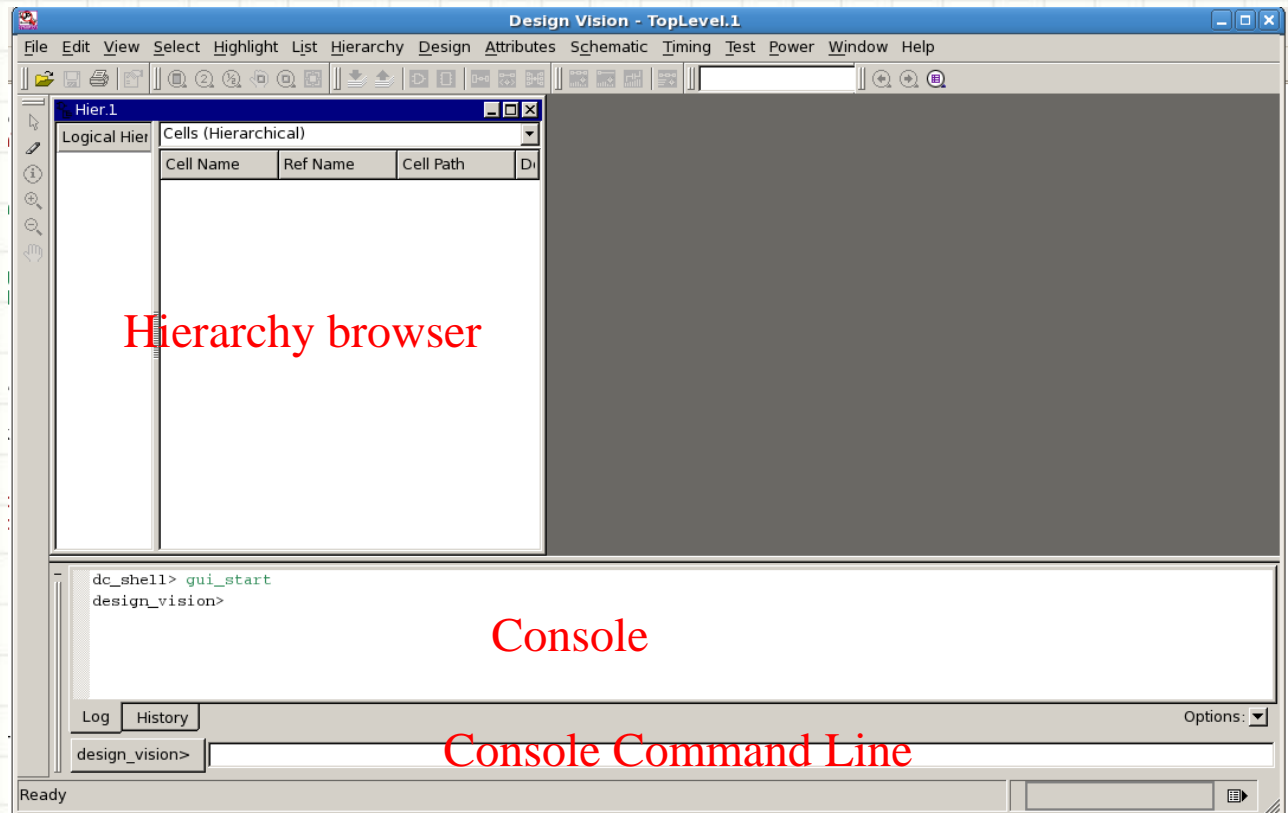 Design Vision - TopLevel.1
File Edit View Select Highlight List Hierarchy Design Attributes Schematic Timing Test Power Window Help
Hier.1
Logical Hier
Cells (Hierarchical)
Cell Name Ref Name Cell Path
Hierarchy browser
dc_shell> gui_start
design_vision>
Console
Log History Options:
design_vision>
Console Command Line
Ready